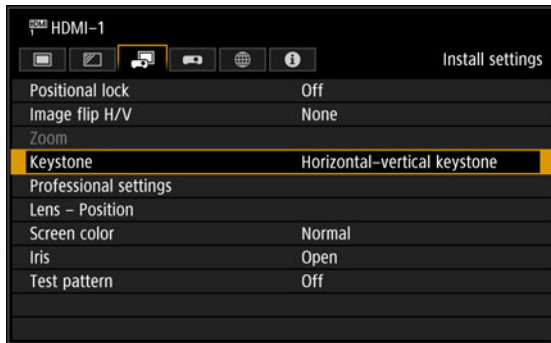 HDMI HDMI-1
Install settings
Positional lock Off
Image flip H/V None
Zoom
Keystone Horizontal-vertical keystone
Professional settings
Lens – Position
Screen color Normal
Iris Open
Test pattern Off